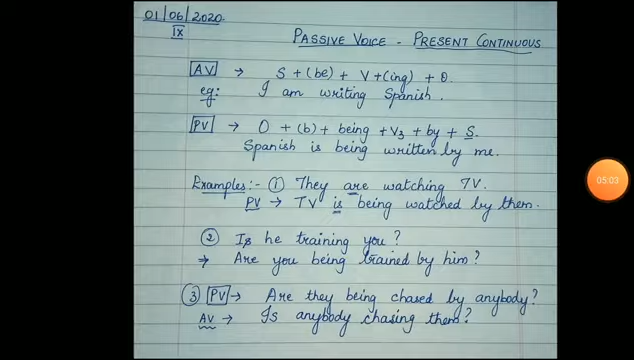 01/06/2020
IX
PASSIVE VOICE - PRESENT CONTINUOUS
AV → S + (be) + V + (ing) + O.
eg: I am writing Spanish.
PV → O + (b) + being + V3 + by + S.
Spanish is being written by me.
Examples:- ① They are watching TV.
PV → TV is being watched by them.
② Is he training you?
→ Are you being trained by him?
③ PV → Are they being chased by anybody?
AV → Is anybody chasing them?
05:03